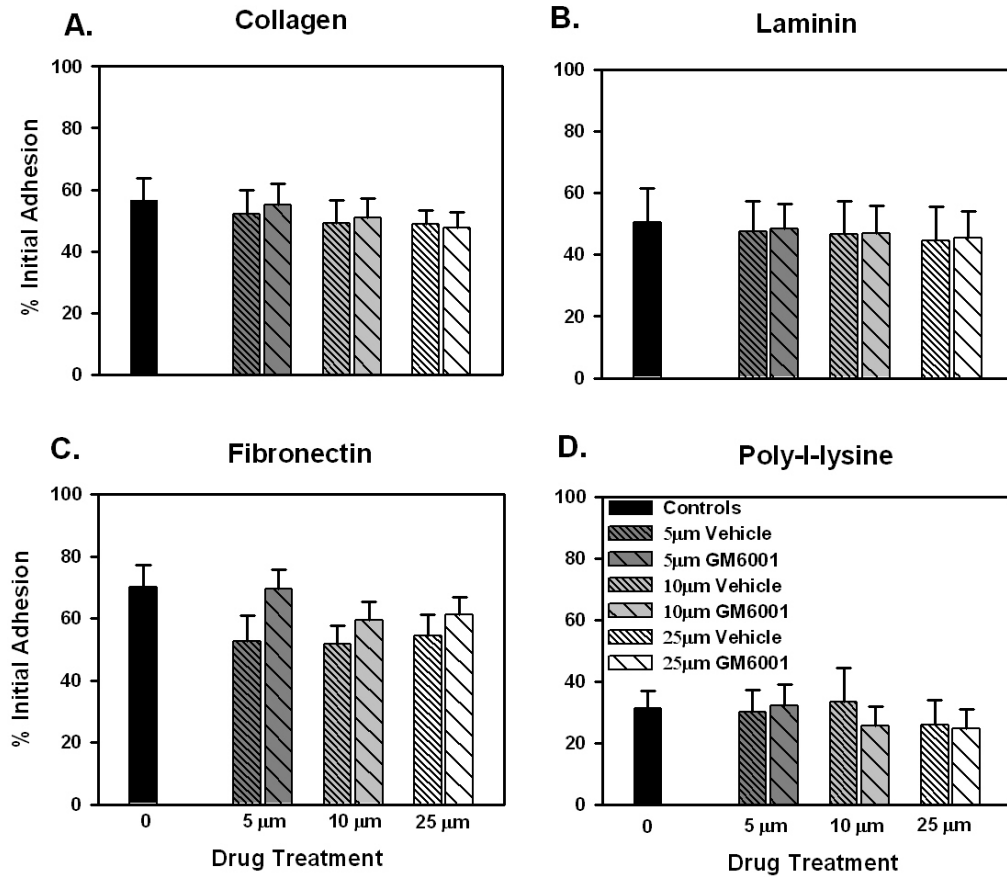 A. Collagen
% Initial Adhesion
100
80
60
40
20
0
B. Laminin
100
80
60
40
20
0
C. Fibronectin
% Initial Adhesion
100
80
60
40
20
0
0 5 μm 10 μm 25 μm
Drug Treatment
D. Poly-l-lysine
100
80
60
40
20
0
Controls
5μm Vehicle
5μm GM6001
10μm Vehicle
10μm GM6001
25μm Vehicle
25μm GM6001
0 5 μm 10 μm 25 μm
Drug Treatment